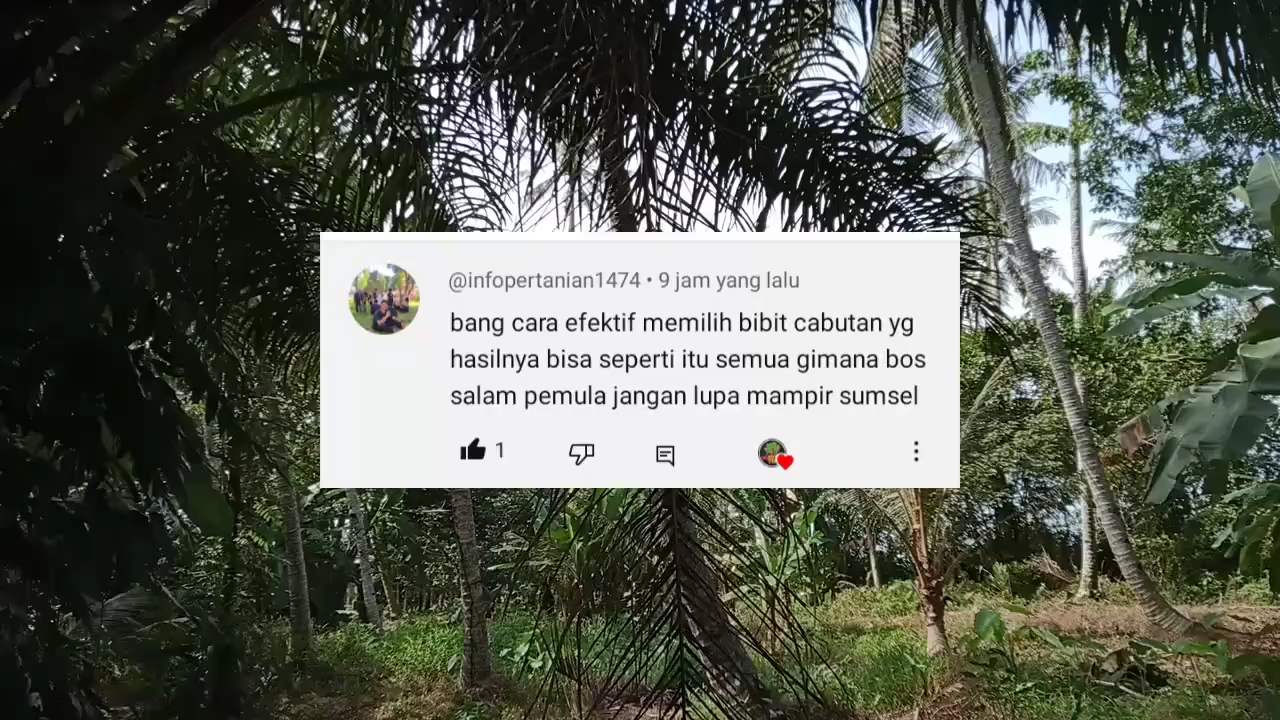 @infopertanian1474 • 9 jam yang lalu
bang cara efektif memilih bibit cabutan yg
hasilnya bisa seperti itu semua gimana bos
salam pemula jangan lupa mampir sumsel
1